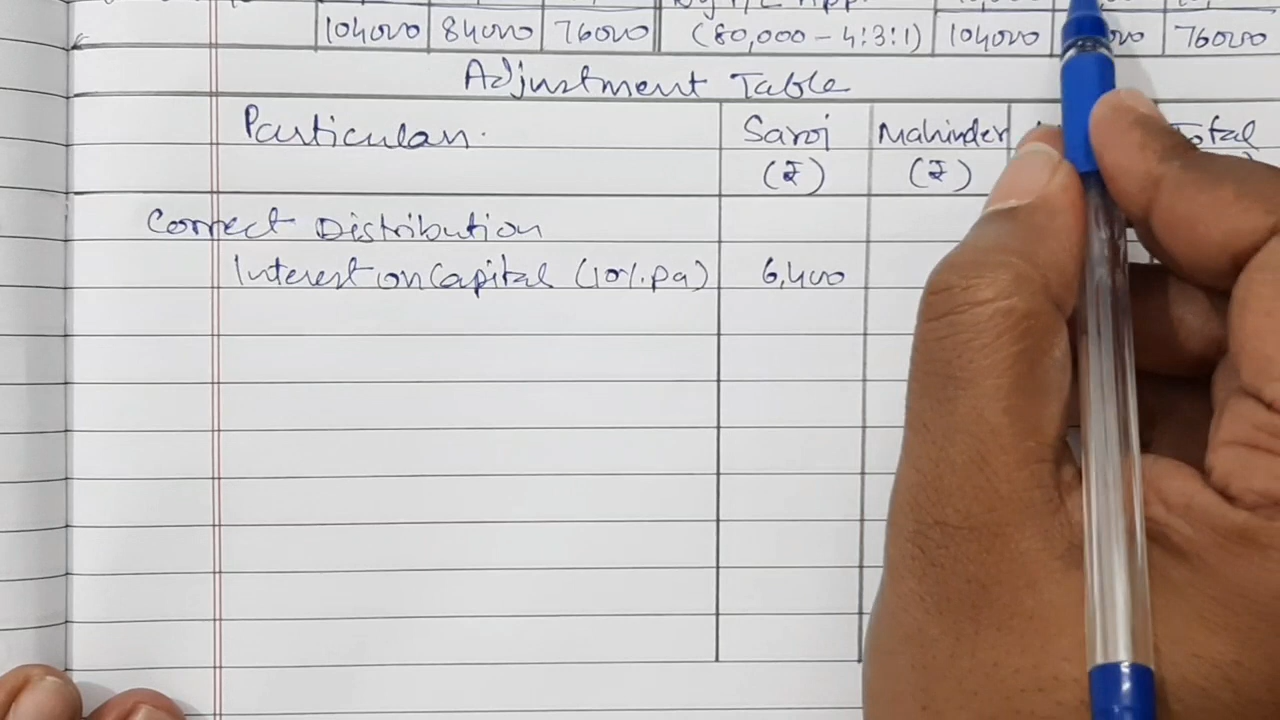 104000 84000 76000 (80,000 – 4:3:1) 104000 76000
Adjustment Table
Particulars. Saroj Mahinder Total
(₹) (₹)
Correct Distribution
Interest on Capital (10%.pa) 6,400